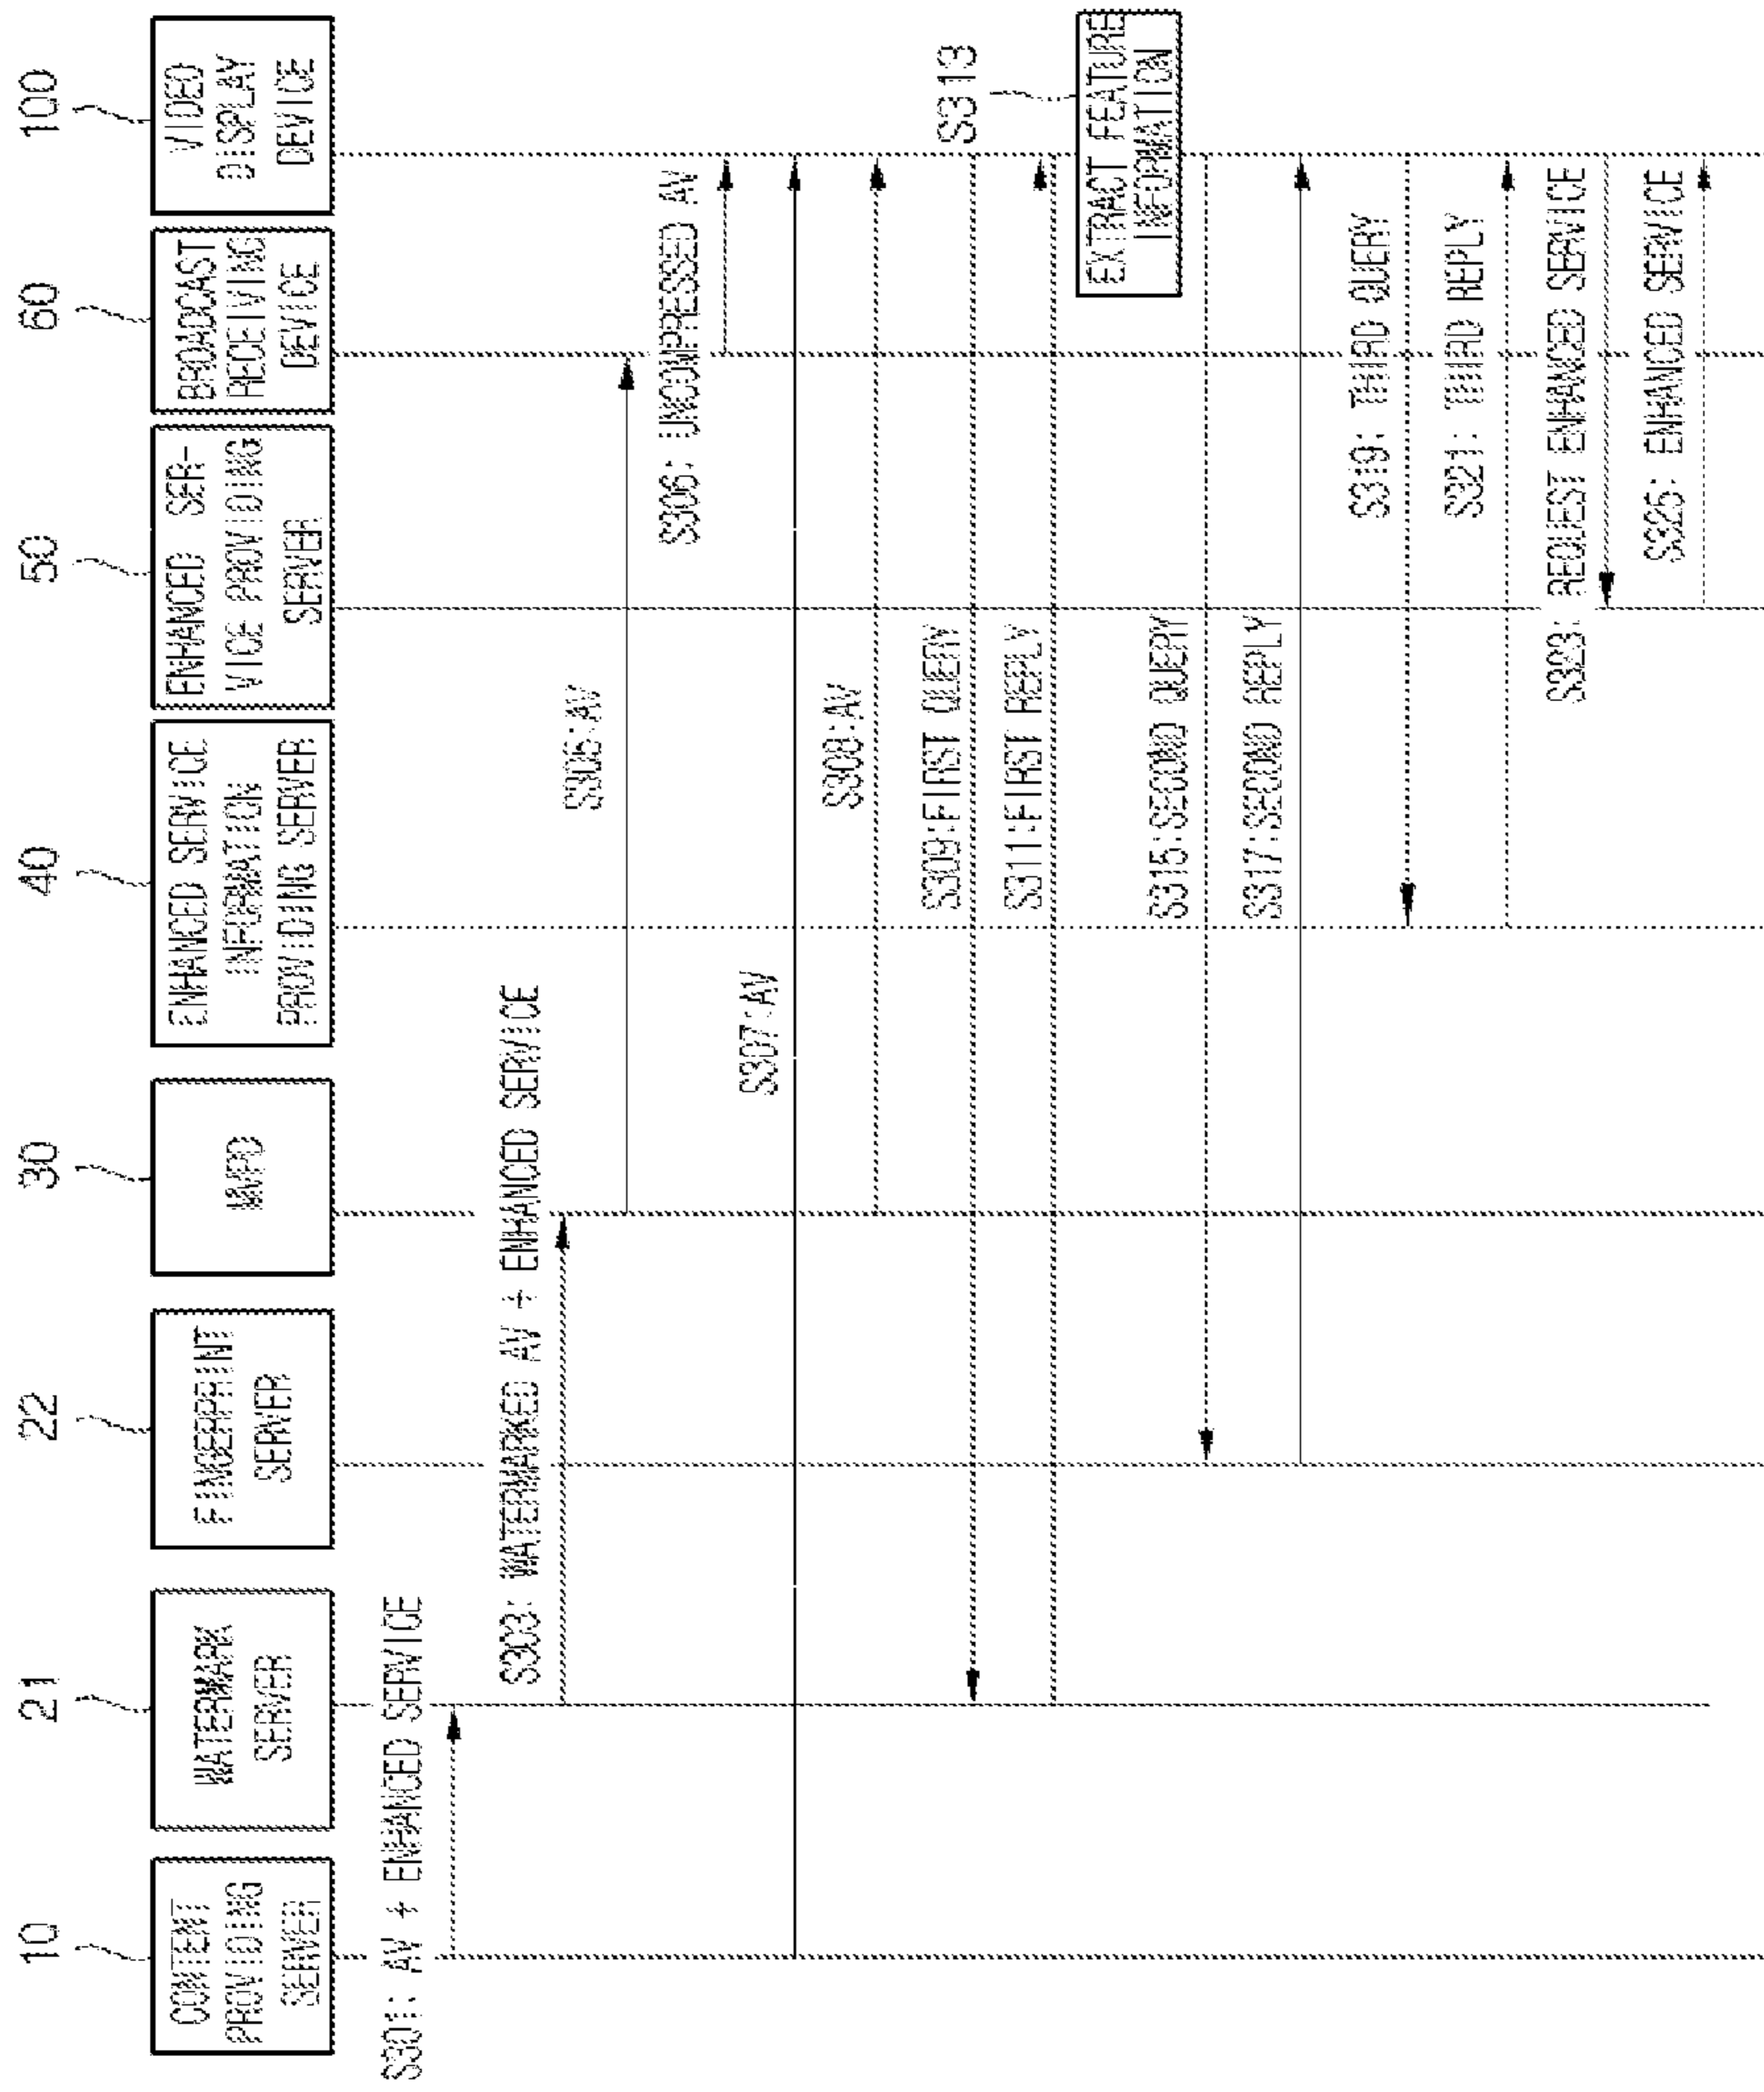 10
21
22
30
40
50
60
100
CONTENT
PROVIDING
SERVER
WATERMARK
SERVER
FINGERPRINT
SERVER
MVPD
ENHANCED SERVICE
INFORMATION
PROVIDING SERVER
ENHANCED SER-
VICE PROVIDING
SERVER
BROADCAST
RECEIVING
DEVICE
VIDEO
DISPLAY
DEVICE
S301: AV + ENHANCED SERVICE
S303: WATERMARKED AV + ENHANCED SERVICE
S305:AV
S306: UNCOMPRESSED AV
S307:AV
S308:AV
S309:FIRST QUERY
S311:FIRST REPLY
S313
EXTRACT FEATURE
INFORMATION
S315:SECOND QUERY
S317:SECOND REPLY
S319: THIRD QUERY
S321: THIRD REPLY
S323: REQUEST ENHANCED SERVICE
S325: ENHANCED SERVICE